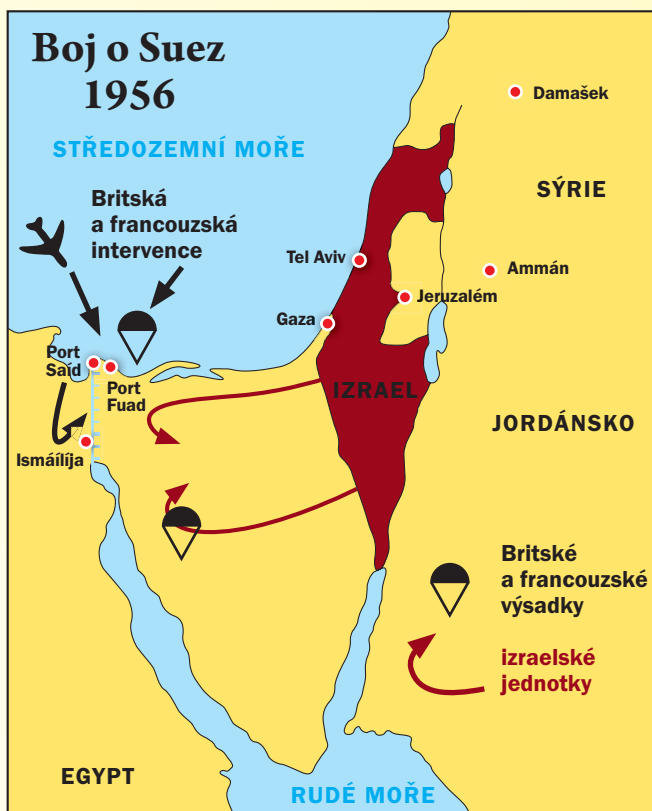 Boj o Suez
1956
Damašek
STŘEDOZEMNÍ MOŘE
SÝRIE
Britská
a francouzská
intervence
Tel Aviv
Ammán
Jeruzalém
Gaza
Port
Saíd
Port
Fuad
IZRAEL
JORDÁNSKO
Ismáílíja
Britské
a francouzské
výsadky
izraelské
jednotky
EGYPT
RUDÉ MOŘE